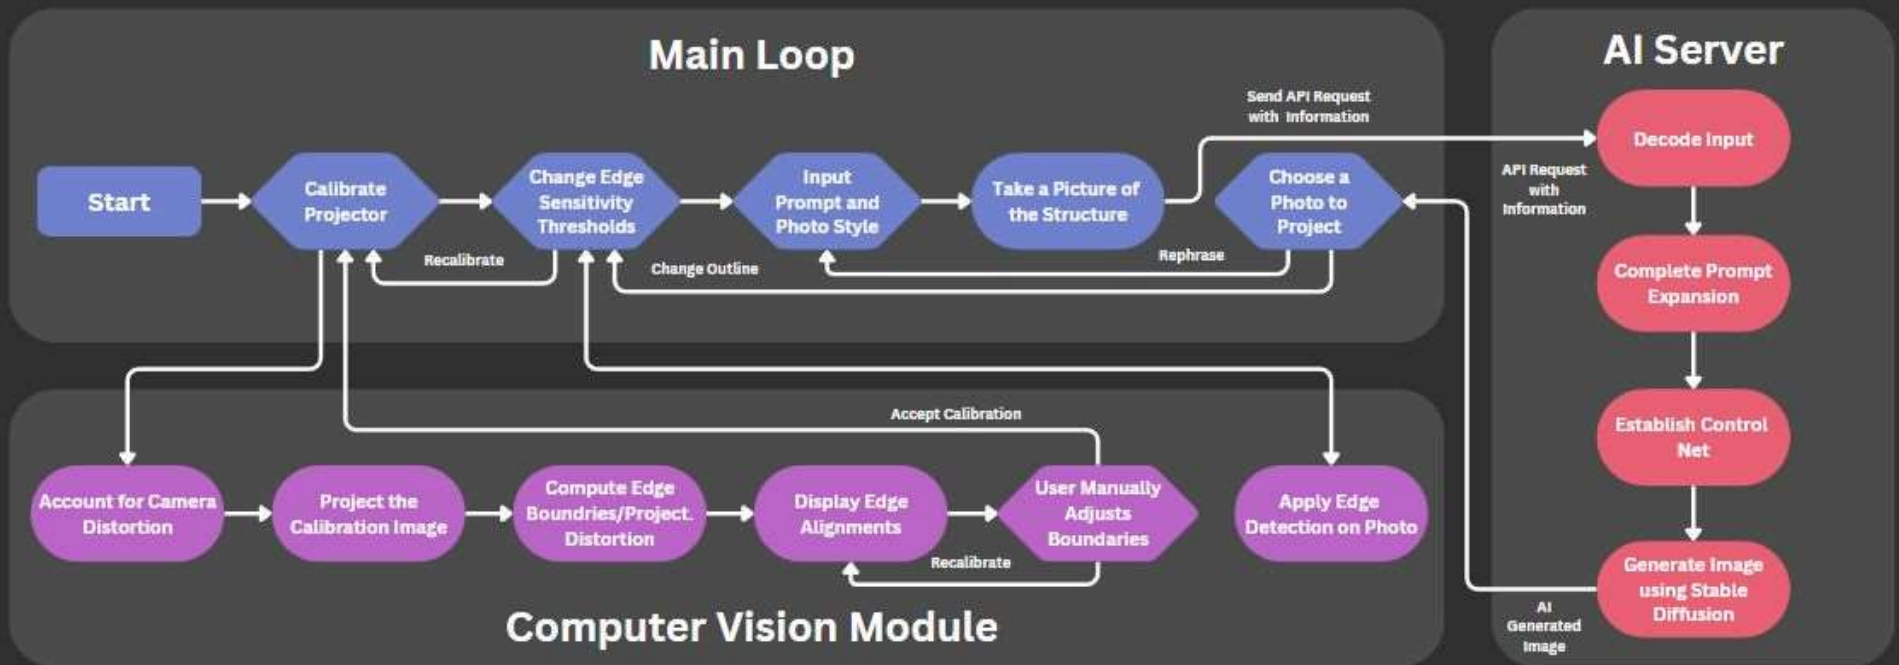 Main Loop
AI Server
Send API Request
with Information
Decode Input
API Request
with
Information
Start
Calibrate
Projector
Change Edge
Sensitivity
Thresholds
Input
Prompt and
Photo Style
Take a Picture of
the Structure
Choose a
Photo to
Project
Recalibrate
Change Outline
Rephrase
Complete Prompt
Expansion
Establish Control
Net
Generate Image
using Stable
Diffusion
AI
Generated
Image
Accept Calibration
Account for Camera
Distortion
Project the
Calibration Image
Compute Edge
Boundries/Project.
Distortion
Display Edge
Alignments
User Manually
Adjusts
Boundaries
Apply Edge
Detection on Photo
Recalibrate
Computer Vision Module